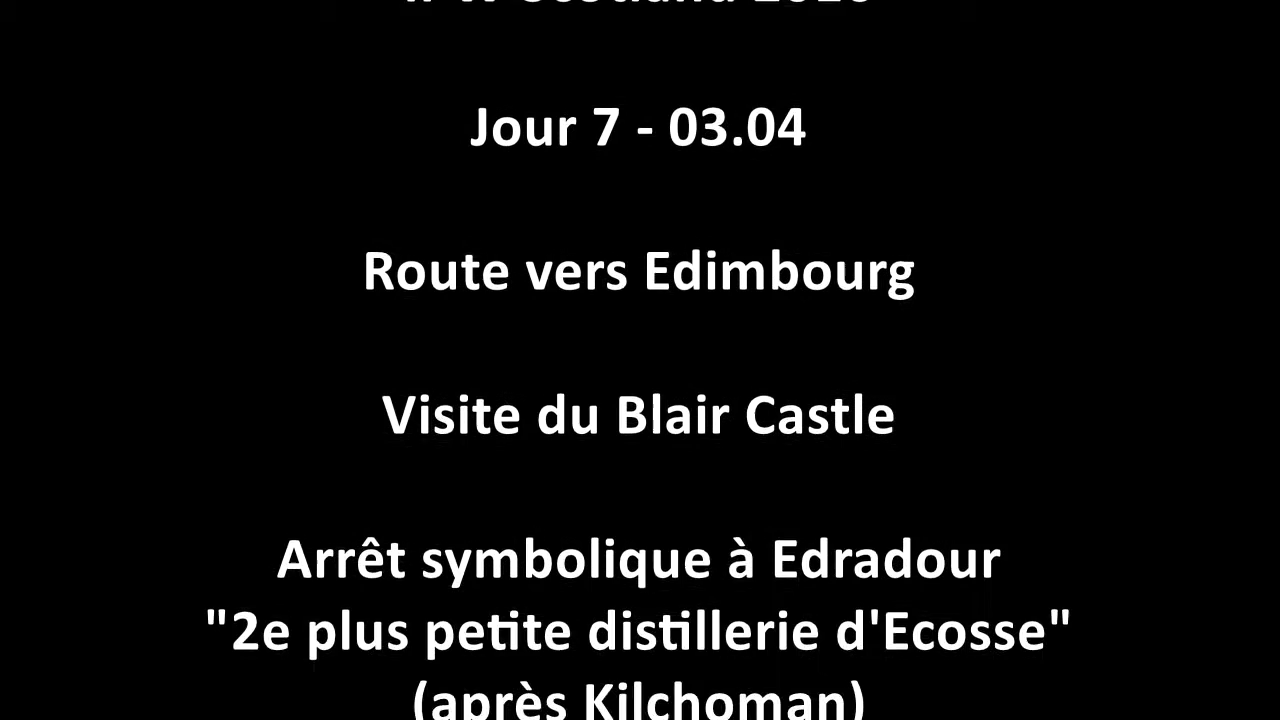 Scotland
Jour 7 - 03.04
Route vers Edimbourg
Visite du Blair Castle
Arrêt symbolique à Edradour
"2e plus petite distillerie d'Ecosse"
(après Kilchoman)